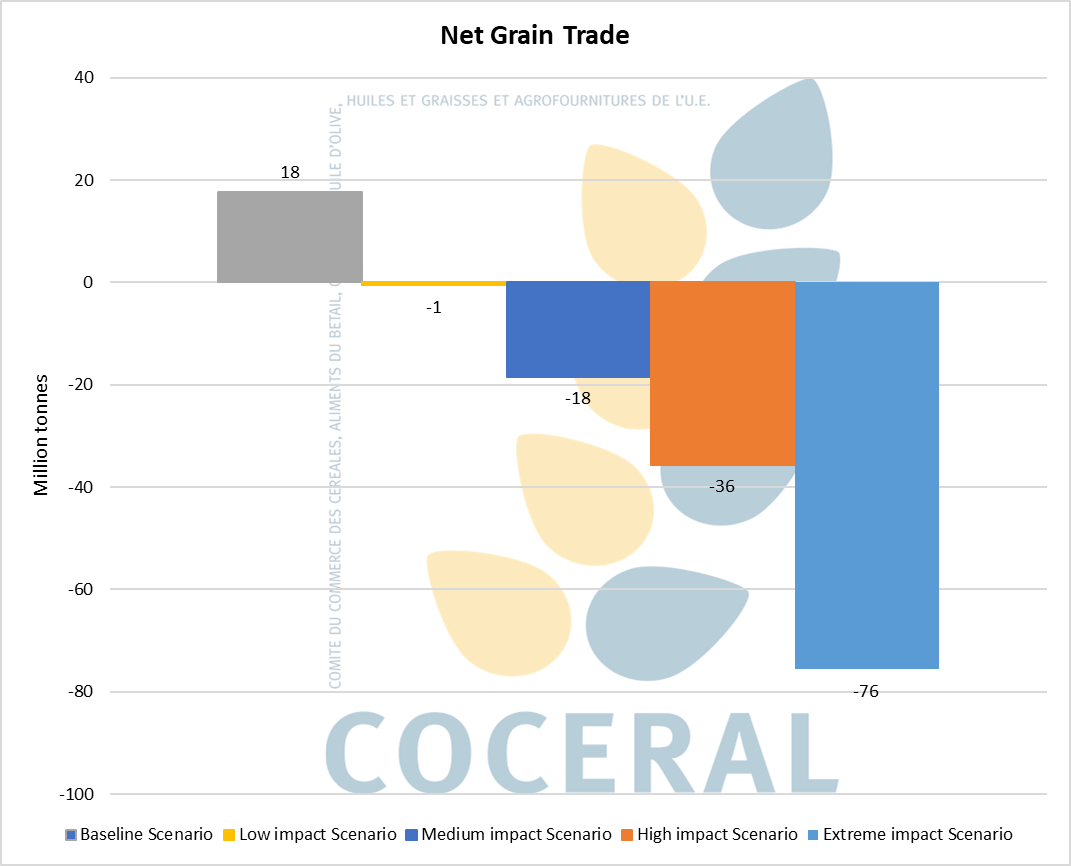 Net Grain Trade
40
HUILES ET GRAISSES ET AGROFOURNITURES DE L'U.E.
20
18
0
-1
-20
-18
-40
-36
-60
-80
-76
-100
Million tonnes
COMITE DU COMMERCE DES CEREALES, ALIMENTS DU BETAIL, D'OLIVE,
COCERAL
Baseline Scenario
Low impact Scenario
Medium impact Scenario
High impact Scenario
Extreme impact Scenario